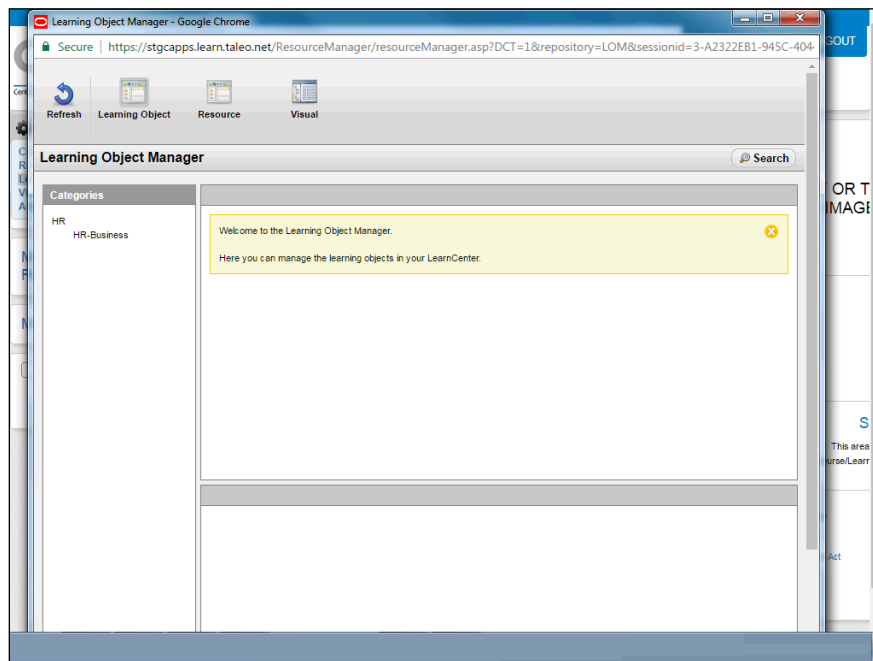 Learning Object Manager - Google Chrome
Secure | https://stgcapps.learn.taleo.net/ResourceManager/resourceManager.asp?DCT=1&repository=LOM&sessionid=3-A2322EB1-945C-404
GOUT
Refresh Learning Object Resource Visual
Learning Object Manager Search
Categories
HR
HR-Business
Welcome to the Learning Object Manager.
Here you can manage the learning objects in your LearnCenter.
OR T
IMAGE
S
This area
urse/Learr
Act